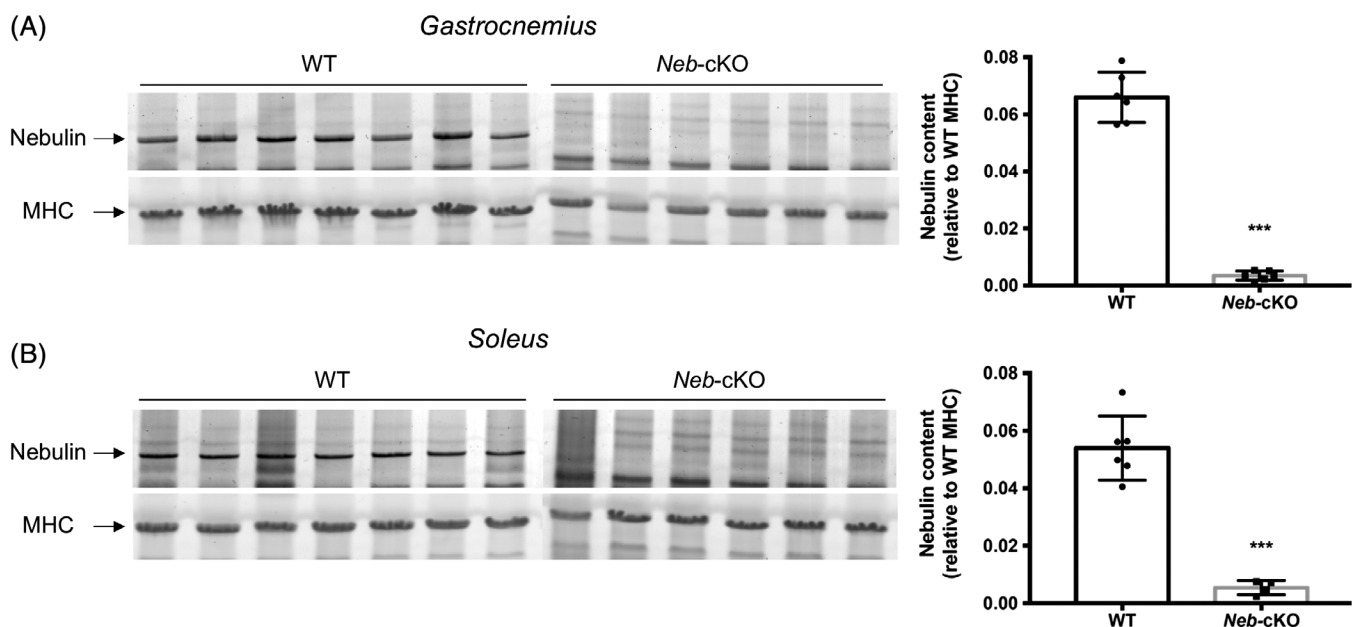 (A)
Gastrocnemius
WT
Neb-cKO
Nebulin
MHC
Nebulin content
(relative to WT MHC)
0.08
0.06
0.04
0.02
0.00
***
WT
Neb-cKO
(B)
Soleus
WT
Neb-cKO
Nebulin
MHC
Nebulin content
(relative to WT MHC)
0.08
0.06
0.04
0.02
0.00
***
WT
Neb-cKO